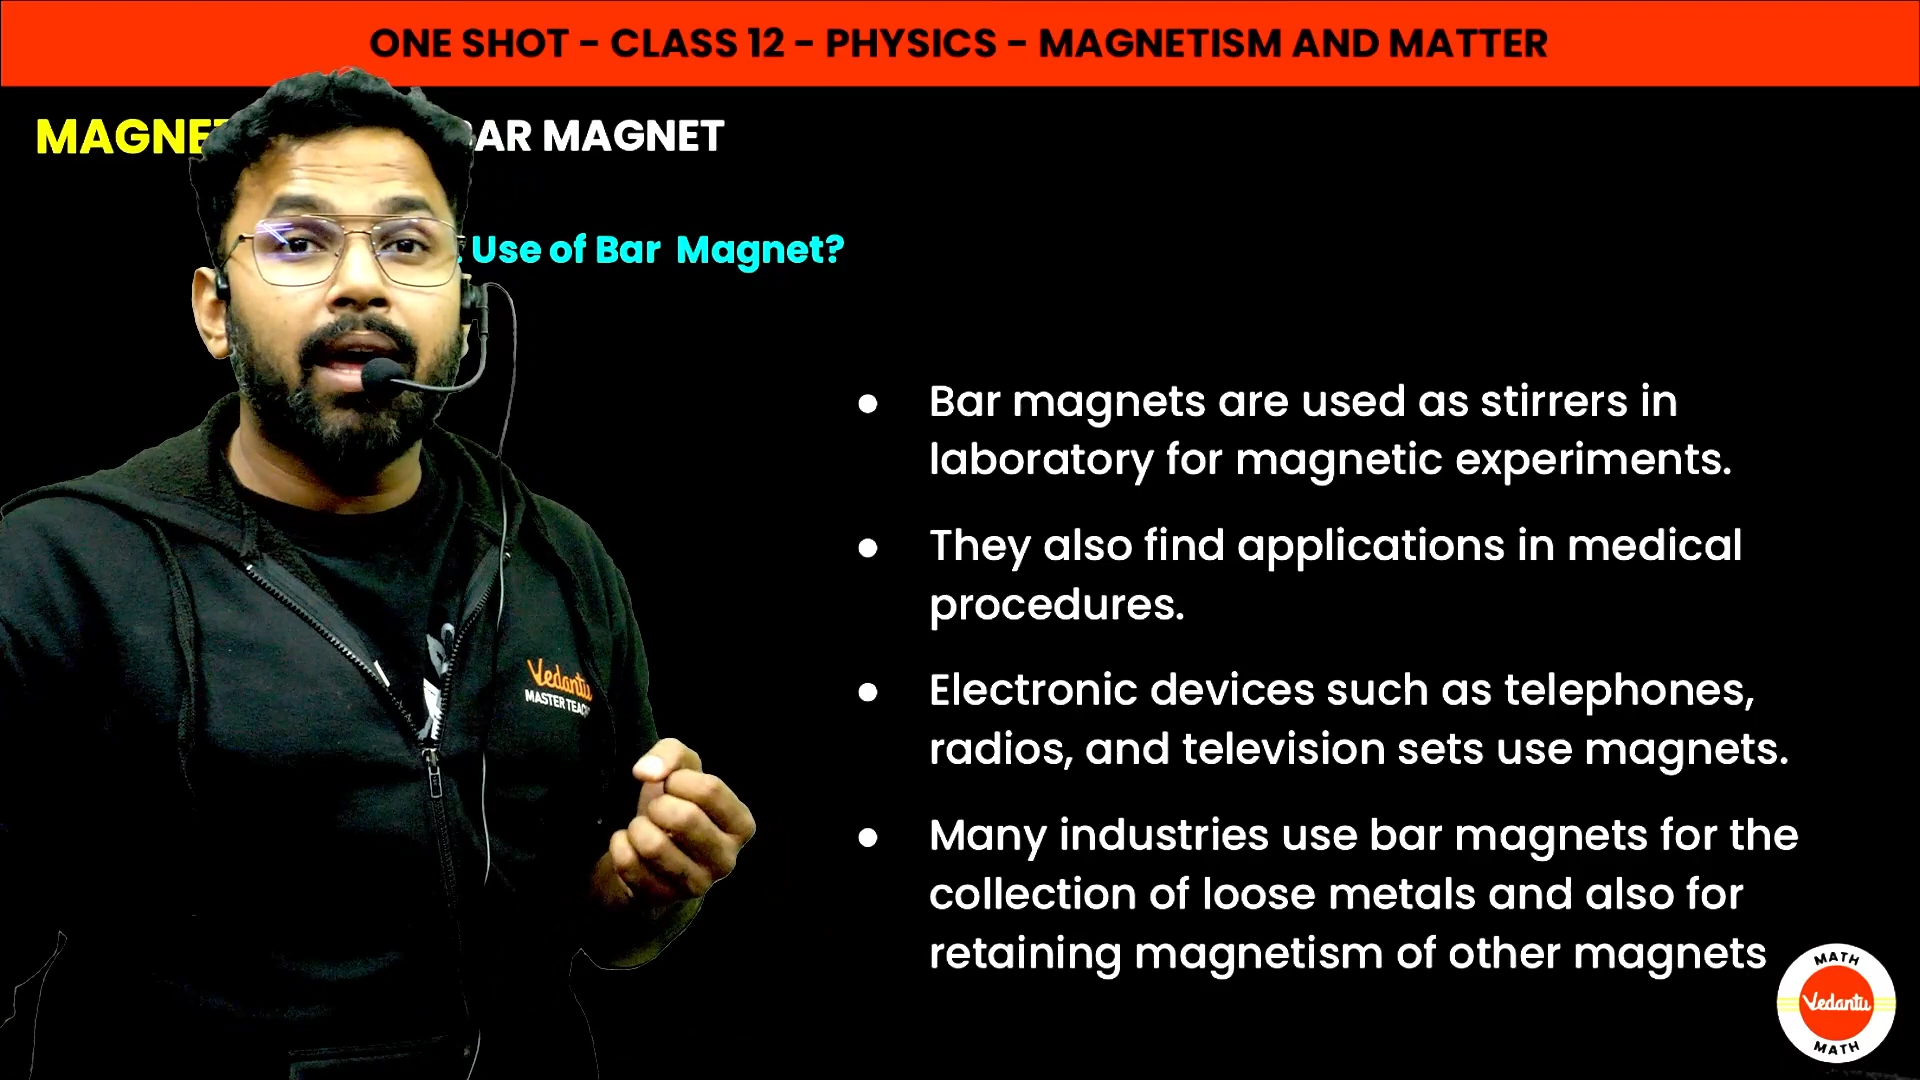 ONE SHOT - CLASS 12 - PHYSICS - MAGNETISM AND MATTER
BAR MAGNET
Use of Bar Magnet?
● Bar magnets are used as stirrers in
laboratory for magnetic experiments.
● They also find applications in medical
procedures.
● Electronic devices such as telephones,
radios, and television sets use magnets.
● Many industries use bar magnets for the
collection of loose metals and also for
retaining magnetism of other magnets
Vedantu
MASTER
MATH
Vedantu
MATH